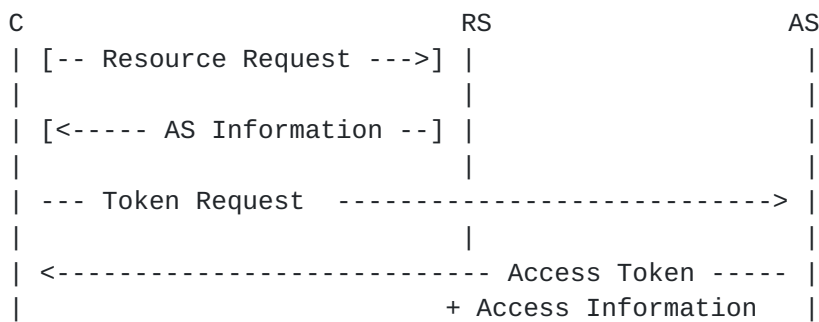 C                            RS                   AS
| [-- Resource Request --->] |                     |
|                            |                     |
| [<----- AS Information --] |                     |
|                            |                     |
| --- Token Request  ----------------------------> |
|                            |                     |
| <---------------------------- Access Token ----- |
|                           + Access Information   |